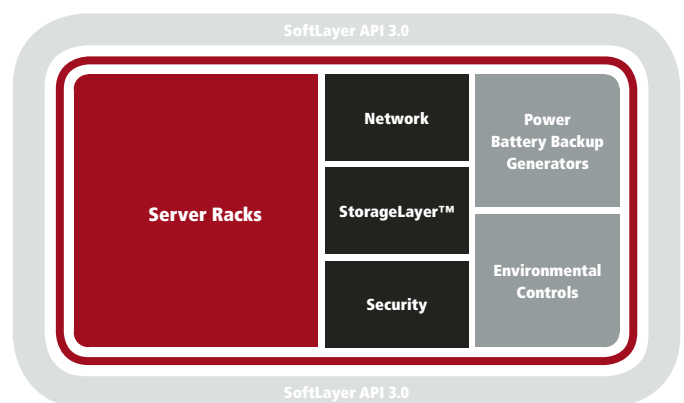 SoftLayer API 3.0
Server Racks
Network
StorageLayer™
Security
Power
Battery Backup
Generators
Environmental
Controls
SoftLayer API 3.0